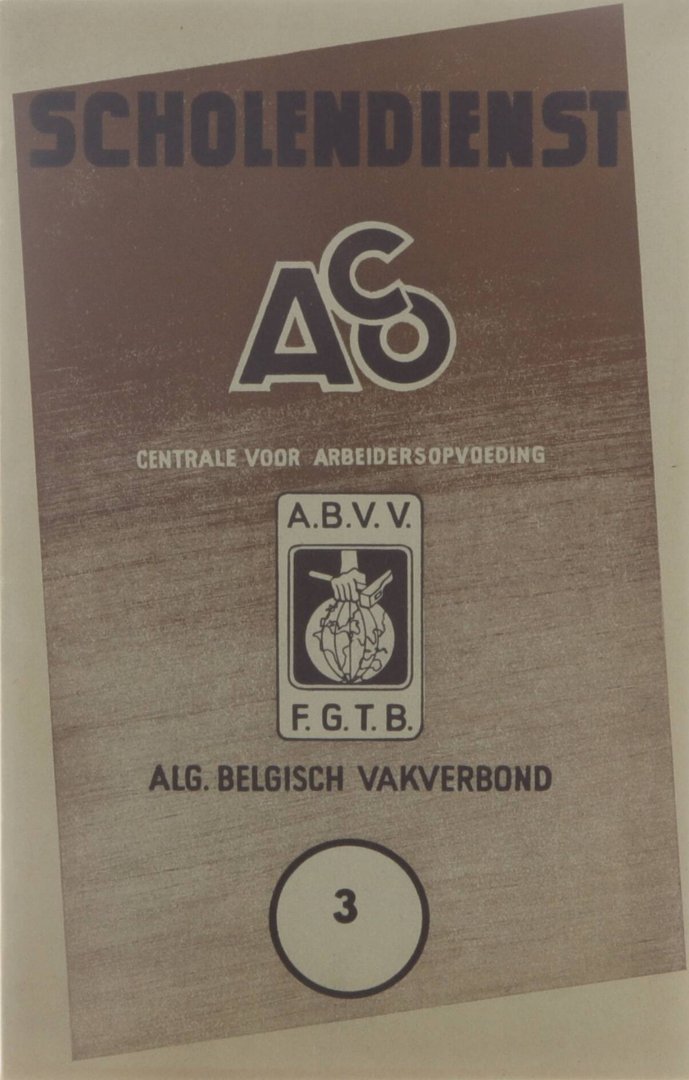 SCHOLENDIENST
ACO
CENTRALE VOOR ARBEIDERSOPVOEDING
A.B.V.V.
F.G.T.B.
ALG. BELGISCH VAKVERBOND
3